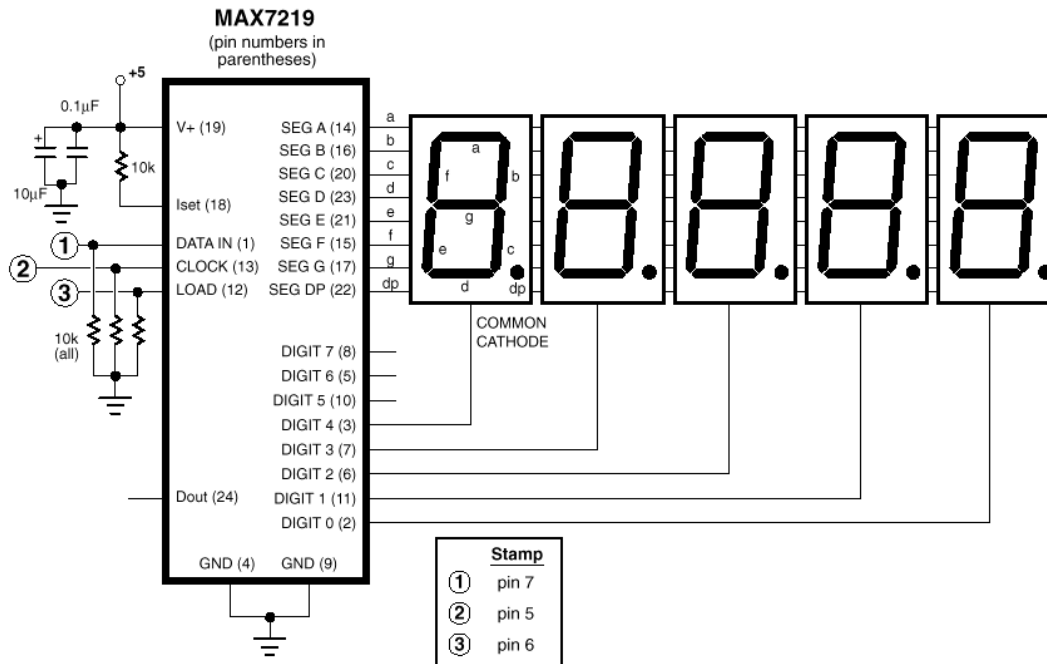 MAX7219
(pin numbers in
parentheses)
+5
0.1µF
+
10µF
10k
V+ (19)
Iset (18)
1
DATA IN (1)
2
CLOCK (13)
3
LOAD (12)
10k
(all)
Dout (24)
GND (4)
GND (9)
SEG A (14)
SEG B (16)
SEG C (20)
SEG D (23)
SEG E (21)
SEG F (15)
SEG G (17)
SEG DP (22)
a
b
c
d
e
f
g
dp
a
f
b
g
e
c
d
dp
COMMON
CATHODE
DIGIT 7 (8)
DIGIT 6 (5)
DIGIT 5 (10)
DIGIT 4 (3)
DIGIT 3 (7)
DIGIT 2 (6)
DIGIT 1 (11)
DIGIT 0 (2)
Stamp
1 pin 7
2 pin 5
3 pin 6